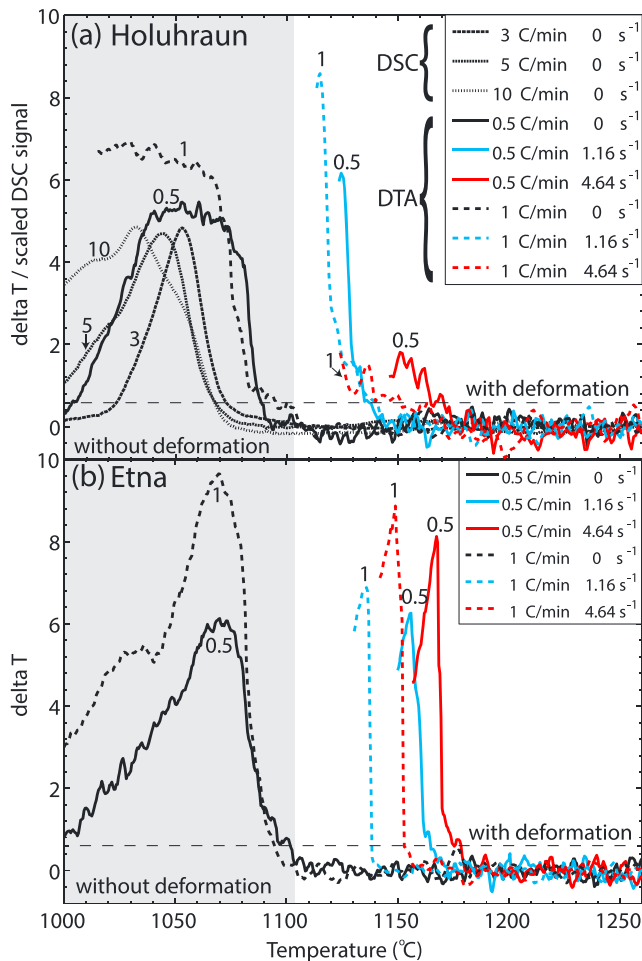 (a) Holuhraun
DSC
3 C/min 0 s⁻¹
5 C/min 0 s⁻¹
10 C/min 0 s⁻¹
DTA
0.5 C/min 0 s⁻¹
0.5 C/min 1.16 s⁻¹
0.5 C/min 4.64 s⁻¹
1 C/min 0 s⁻¹
1 C/min 1.16 s⁻¹
1 C/min 4.64 s⁻¹
delta T / scaled DSC signal
10
8
6
4
2
0
1
0.5
10
5
3
1
0.5
0.5
1
with deformation
without deformation
(b) Etna
0.5 C/min 0 s⁻¹
0.5 C/min 1.16 s⁻¹
0.5 C/min 4.64 s⁻¹
1 C/min 0 s⁻¹
1 C/min 1.16 s⁻¹
1 C/min 4.64 s⁻¹
delta T
10
8
6
4
2
0
1
0.5
1
0.5
1
0.5
with deformation
without deformation
1000
1050
1100
1150
1200
1250
Temperature (°C)